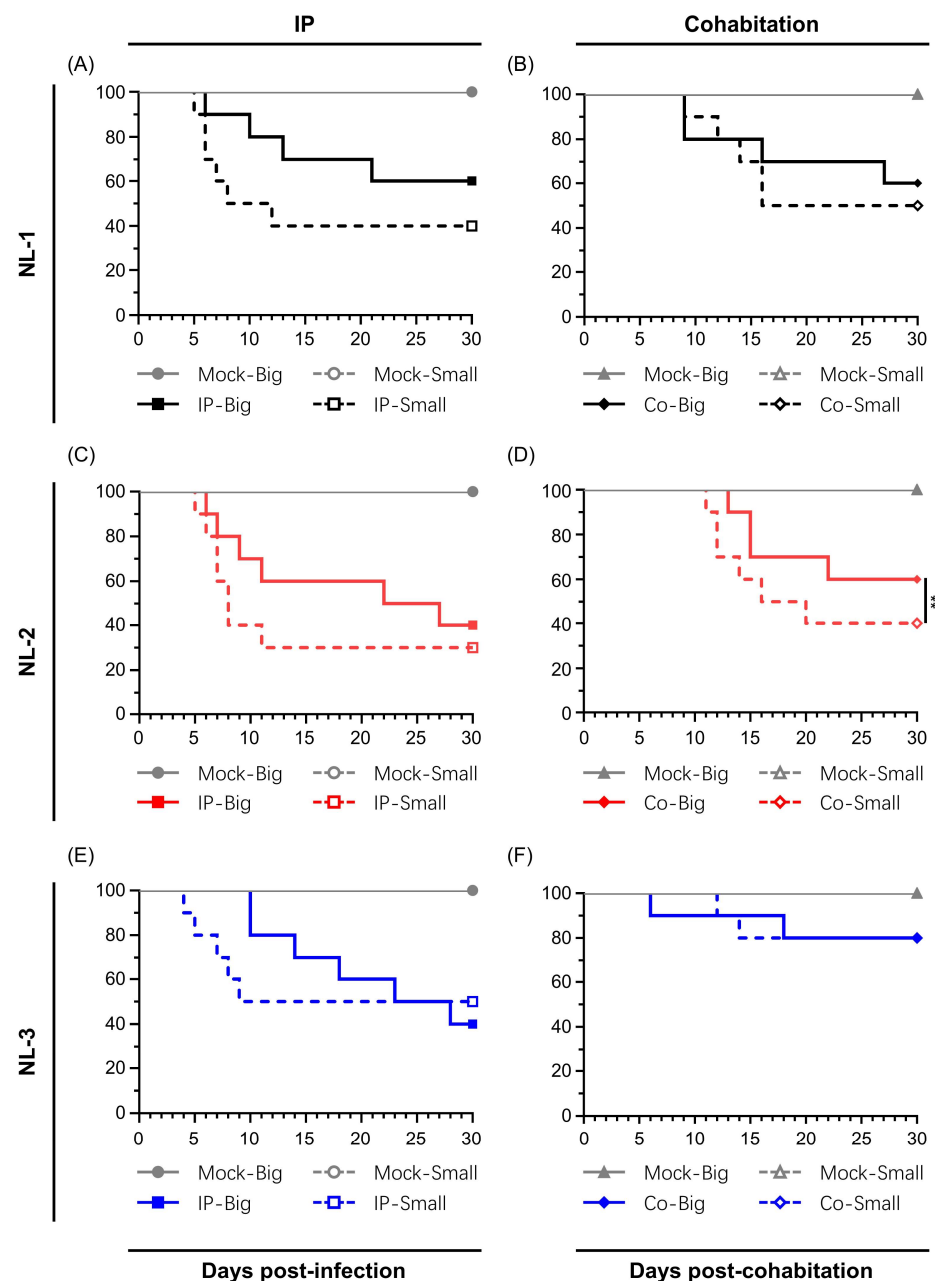 IP
Cohabitation
NL-1
(A)
100
80
60
40
20
0
0 5 10 15 20 25 30
Mock-Big Mock-Small
IP-Big IP-Small
(B)
100
80
60
40
20
0
0 5 10 15 20 25 30
Mock-Big Mock-Small
Co-Big Co-Small
NL-2
(C)
100
80
60
40
20
0
0 5 10 15 20 25 30
Mock-Big Mock-Small
IP-Big IP-Small
(D)
100
80
60
40
20
0
**
0 5 10 15 20 25 30
Mock-Big Mock-Small
Co-Big Co-Small
NL-3
(E)
100
80
60
40
20
0
0 5 10 15 20 25 30
Mock-Big Mock-Small
IP-Big IP-Small
(F)
100
80
60
40
20
0
0 5 10 15 20 25 30
Mock-Big Mock-Small
Co-Big Co-Small
Days post-infection
Days post-cohabitation